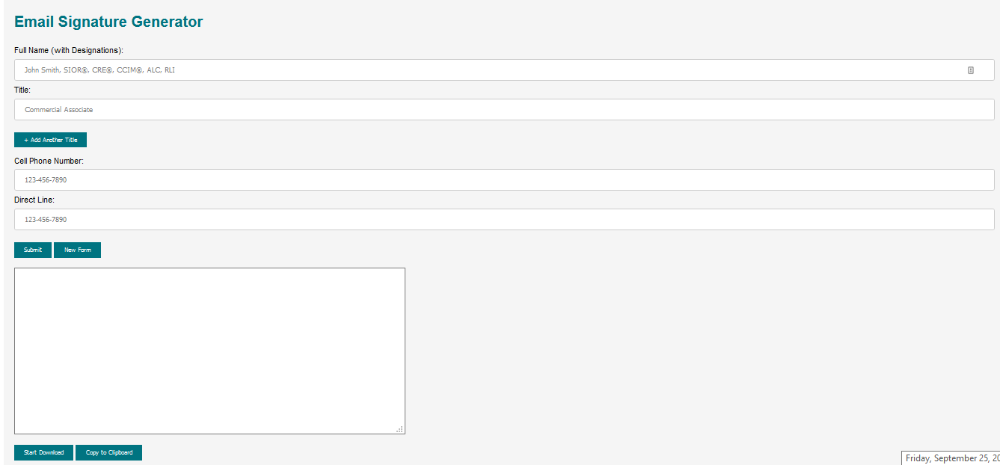 Email Signature Generator
Full Name (with Designations):
John Smith, SIOR®, CRE®, CCIM®, ALC, RLI
Title:
Commercial Associate
+ Add Another Title
Cell Phone Number:
123-456-7890
Direct Line:
123-456-7890
Submit New Form
Start Download Copy to Clipboard
Friday, September 25, 20